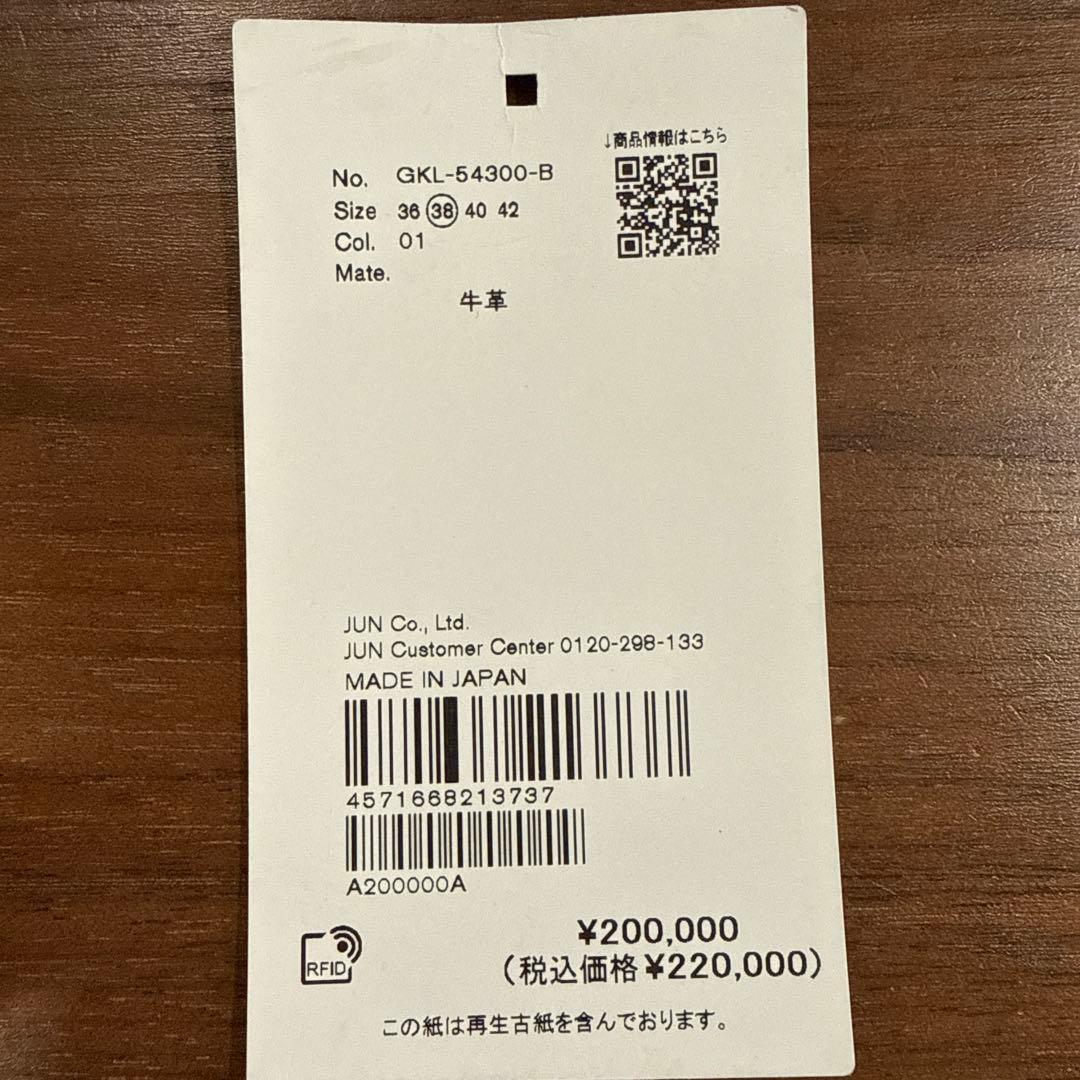 ↓商品情報はこちら
No. GKL-54300-B
Size 36 38 40 42
Col. 01
Mate.
牛革
JUN Co., Ltd.
JUN Customer Center 0120-298-133
MADE IN JAPAN
4571668213737
A200000A
¥200,000
RFID
(税込価格¥220,000)
この紙は再生古紙を含んでおります。